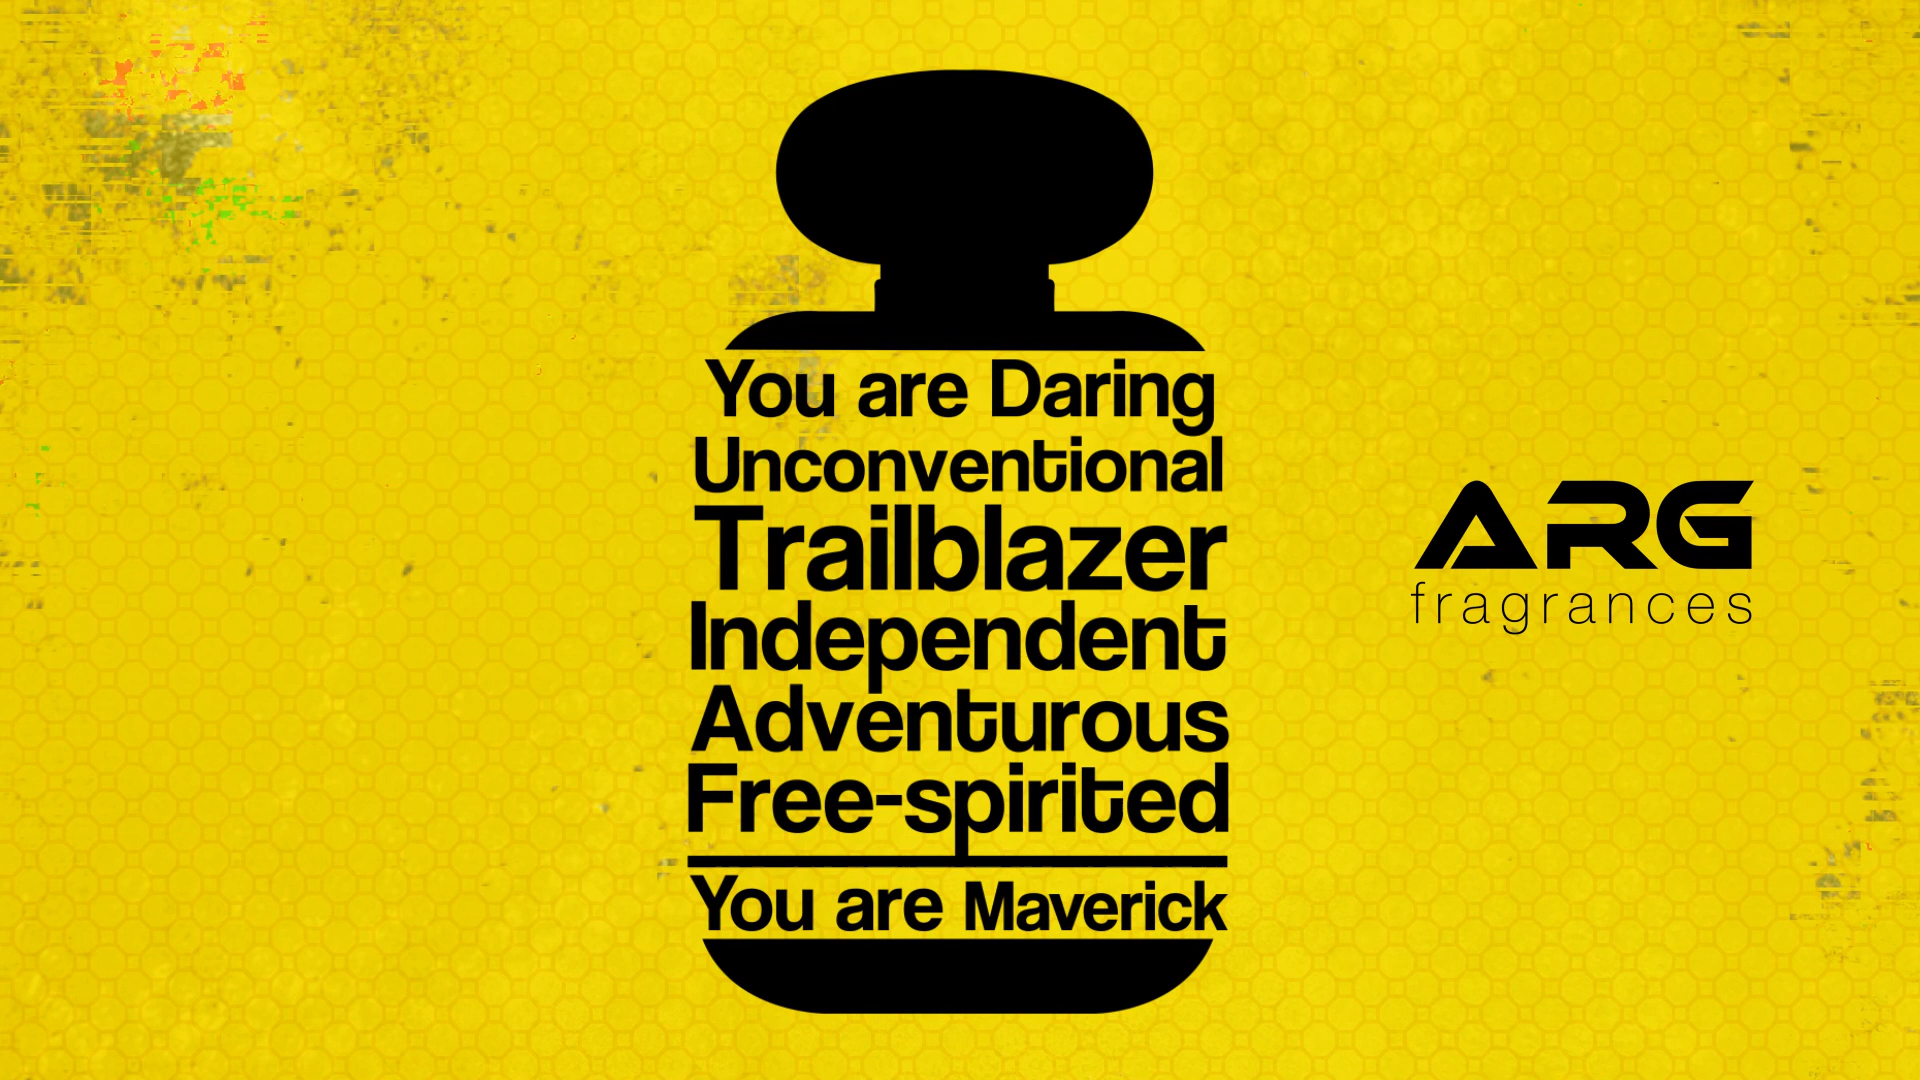 You are Daring
Unconventional
Trailblazer
Independent
Adventurous
Free-spirited
You are Maverick
ARG
fragrances